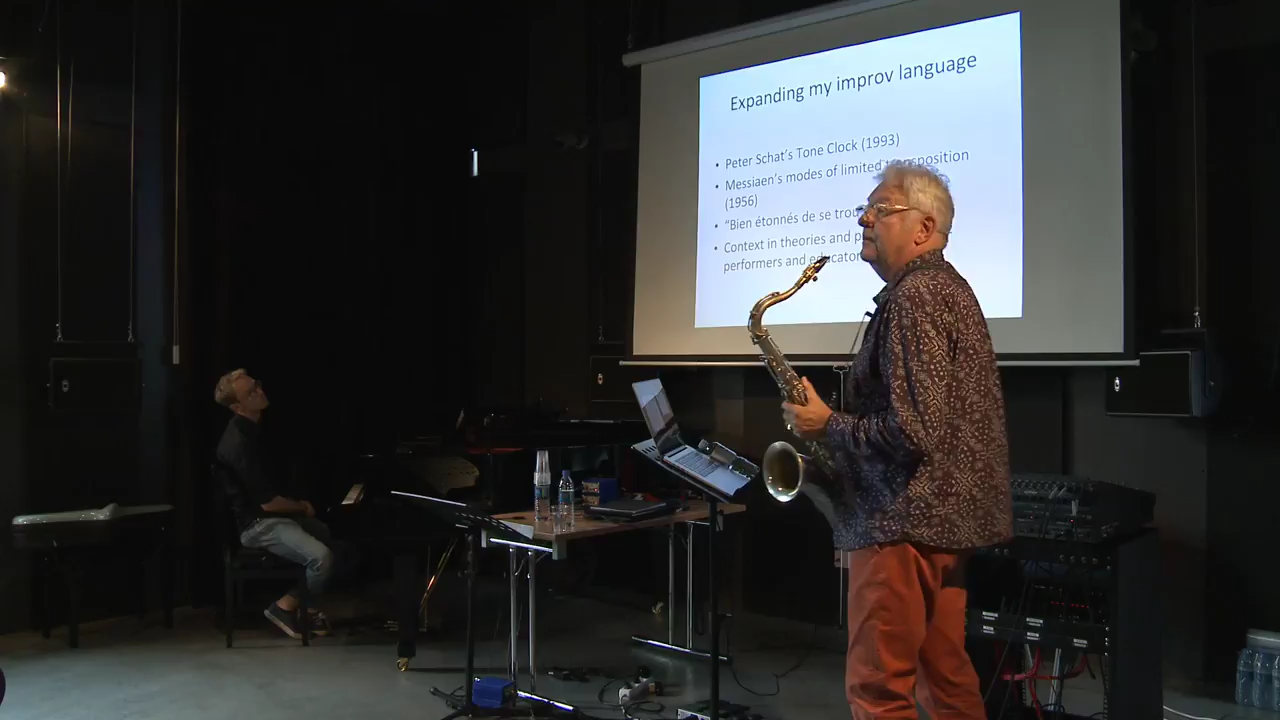 Expanding my improv language
• Peter Schat's Tone Clock (1993)
• Messiaen's modes of limited transposition
(1956)
• "Bien étonnés de se
• Context in theories and
performers and